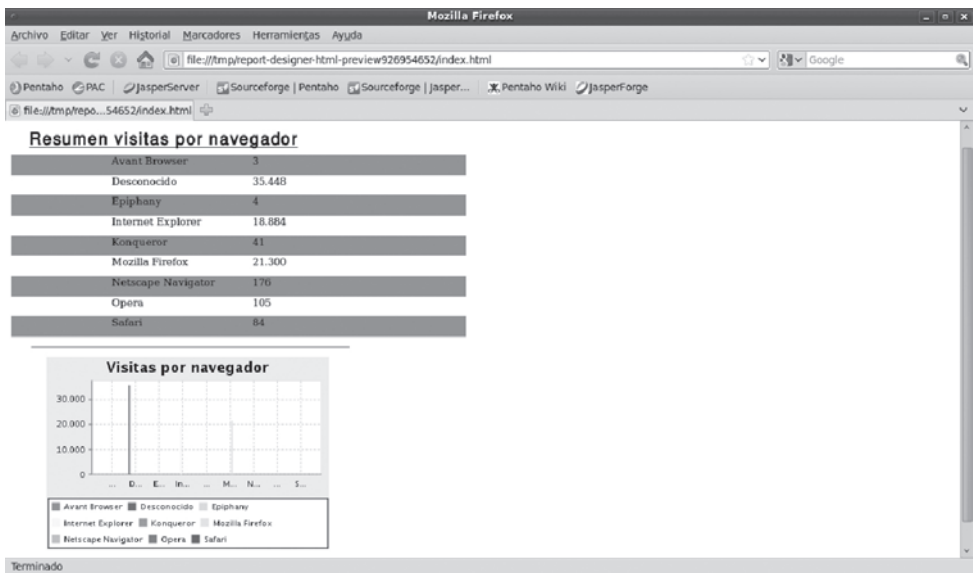 Mozilla Firefox
Archivo Editar Ver Historial Marcadores Herramientas Ayuda
file:///tmp/report-designer-html-preview926954652/index.html
Google
Pentaho PAC JasperServer Sourceforge | Pentaho Sourceforge | Jasper... Pentaho Wiki JasperForge
file:///tmp/repo...54652/index.html
Resumen visitas por navegador
Avant Browser 3
Desconocido 35.448
Epiphany 4
Internet Explorer 18.884
Konqueror 41
Mozilla Firefox 21.300
Netscape Navigator 176
Opera 105
Safari 84
Visitas por navegador
30.000
20.000
10.000
0
... D... E... In... ... M... N... ... S...
Avant Browser Desconocido Epiphany
Internet Explorer Konqueror Mozilla Firefox
Netscape Navigator Opera Safari
Terminado